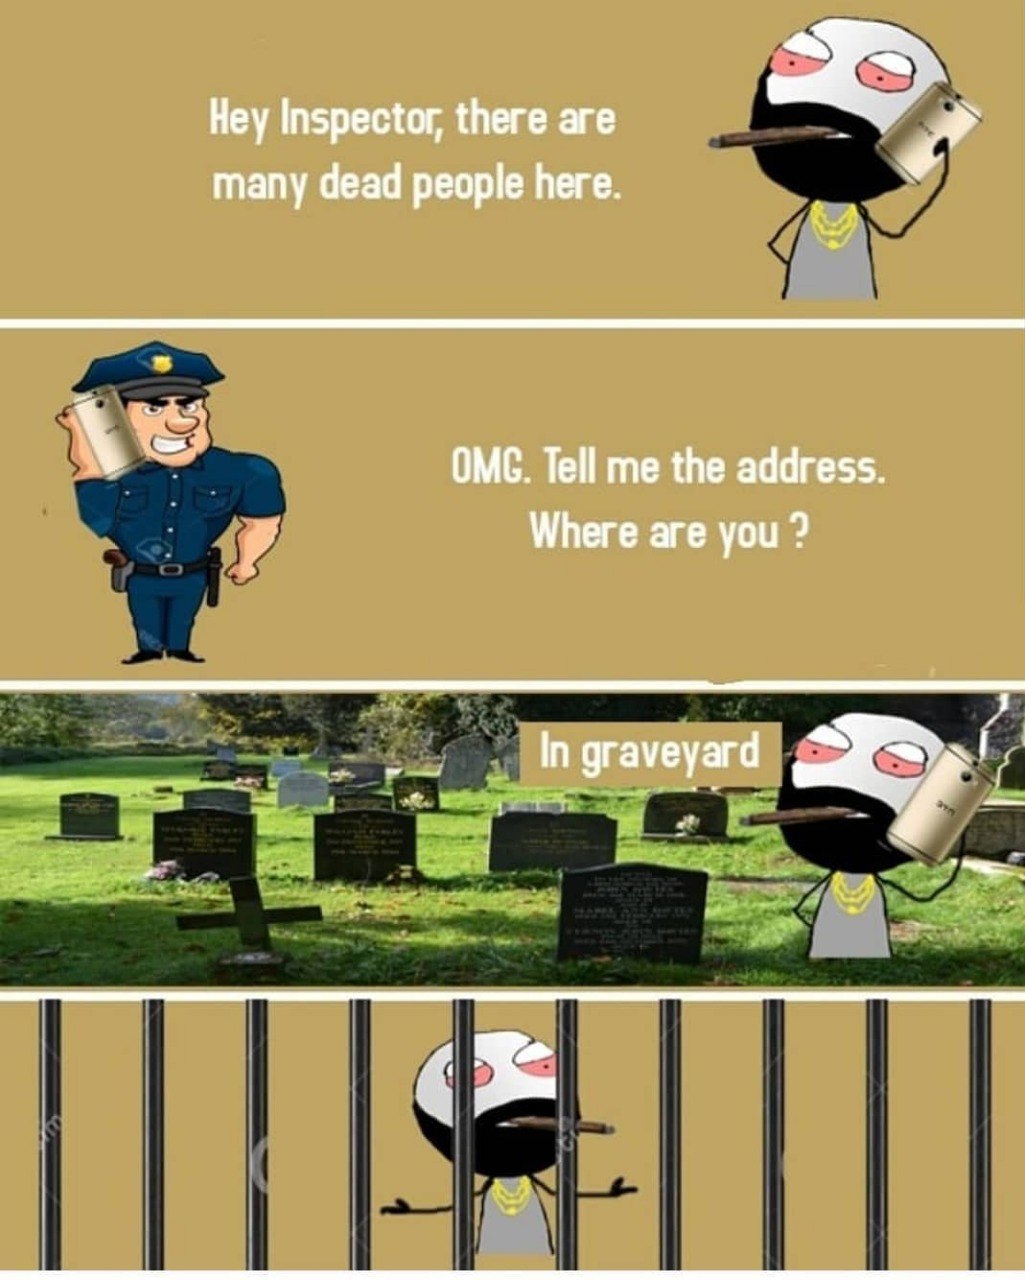 Hey Inspector, there are
many dead people here.
OMG. Tell me the address.
Where are you ?
In graveyard